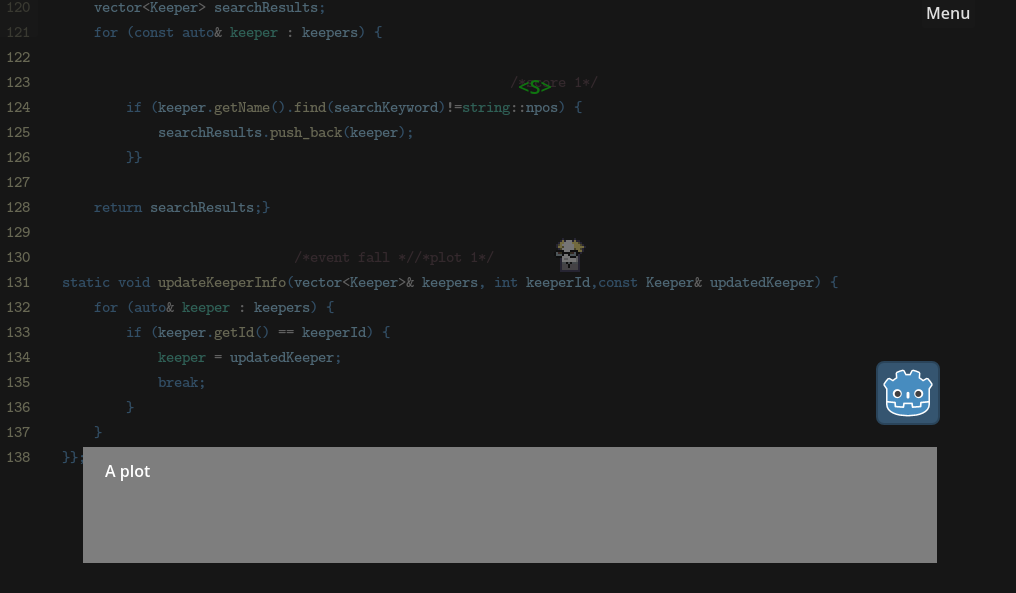 120 vector<Keeper> searchResults;
Menu
121 for (const auto& keeper : keepers) {
122
123 1*/
<S>
124 if (keeper.getName().find(searchKeyword)!=string::npos) {
125 searchResults.push_back(keeper);
126 }}
127
128 return searchResults;}
129
130 /*event fall *//*plot 1*/
131 static void updateKeeperInfo(vector<Keeper>& keepers, int keeperId,const Keeper& updatedKeeper) {
132 for (auto& keeper : keepers) {
133 if (keeper.getId() == keeperId) {
134 keeper = updatedKeeper;
135 break;
136 }
137 }
138 }};
A plot